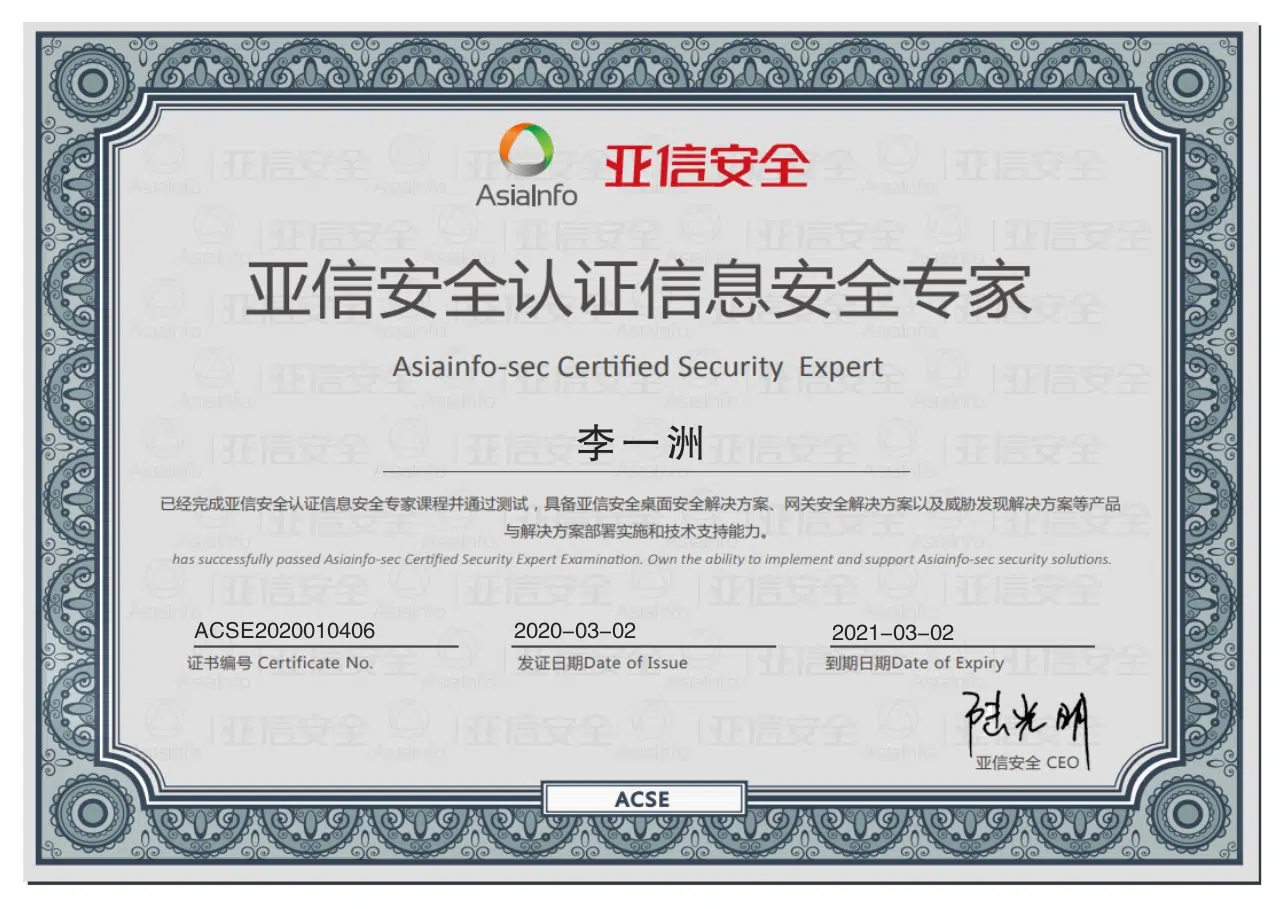 AsiaInfo 亚信安全
亚信安全认证信息安全专家
Asiainfo-sec Certified Security Expert
李一洲
已经完成亚信安全认证信息安全专家课程并通过测试，具备亚信安全桌面安全解决方案、网关安全解决方案以及威胁发现解决方案等产品
与解决方案部署实施和技术支持能力。
has successfully passed Asiainfo-sec Certified Security Expert Examination. Own the ability to implement and support Asiainfo-sec security solutions.
ACSE2020010406 2020-03-02 2021-03-02
证书编号 Certificate No. 发证日期Date of Issue 到期日期Date of Expiry
陆光明
亚信安全 CEO
ACSE